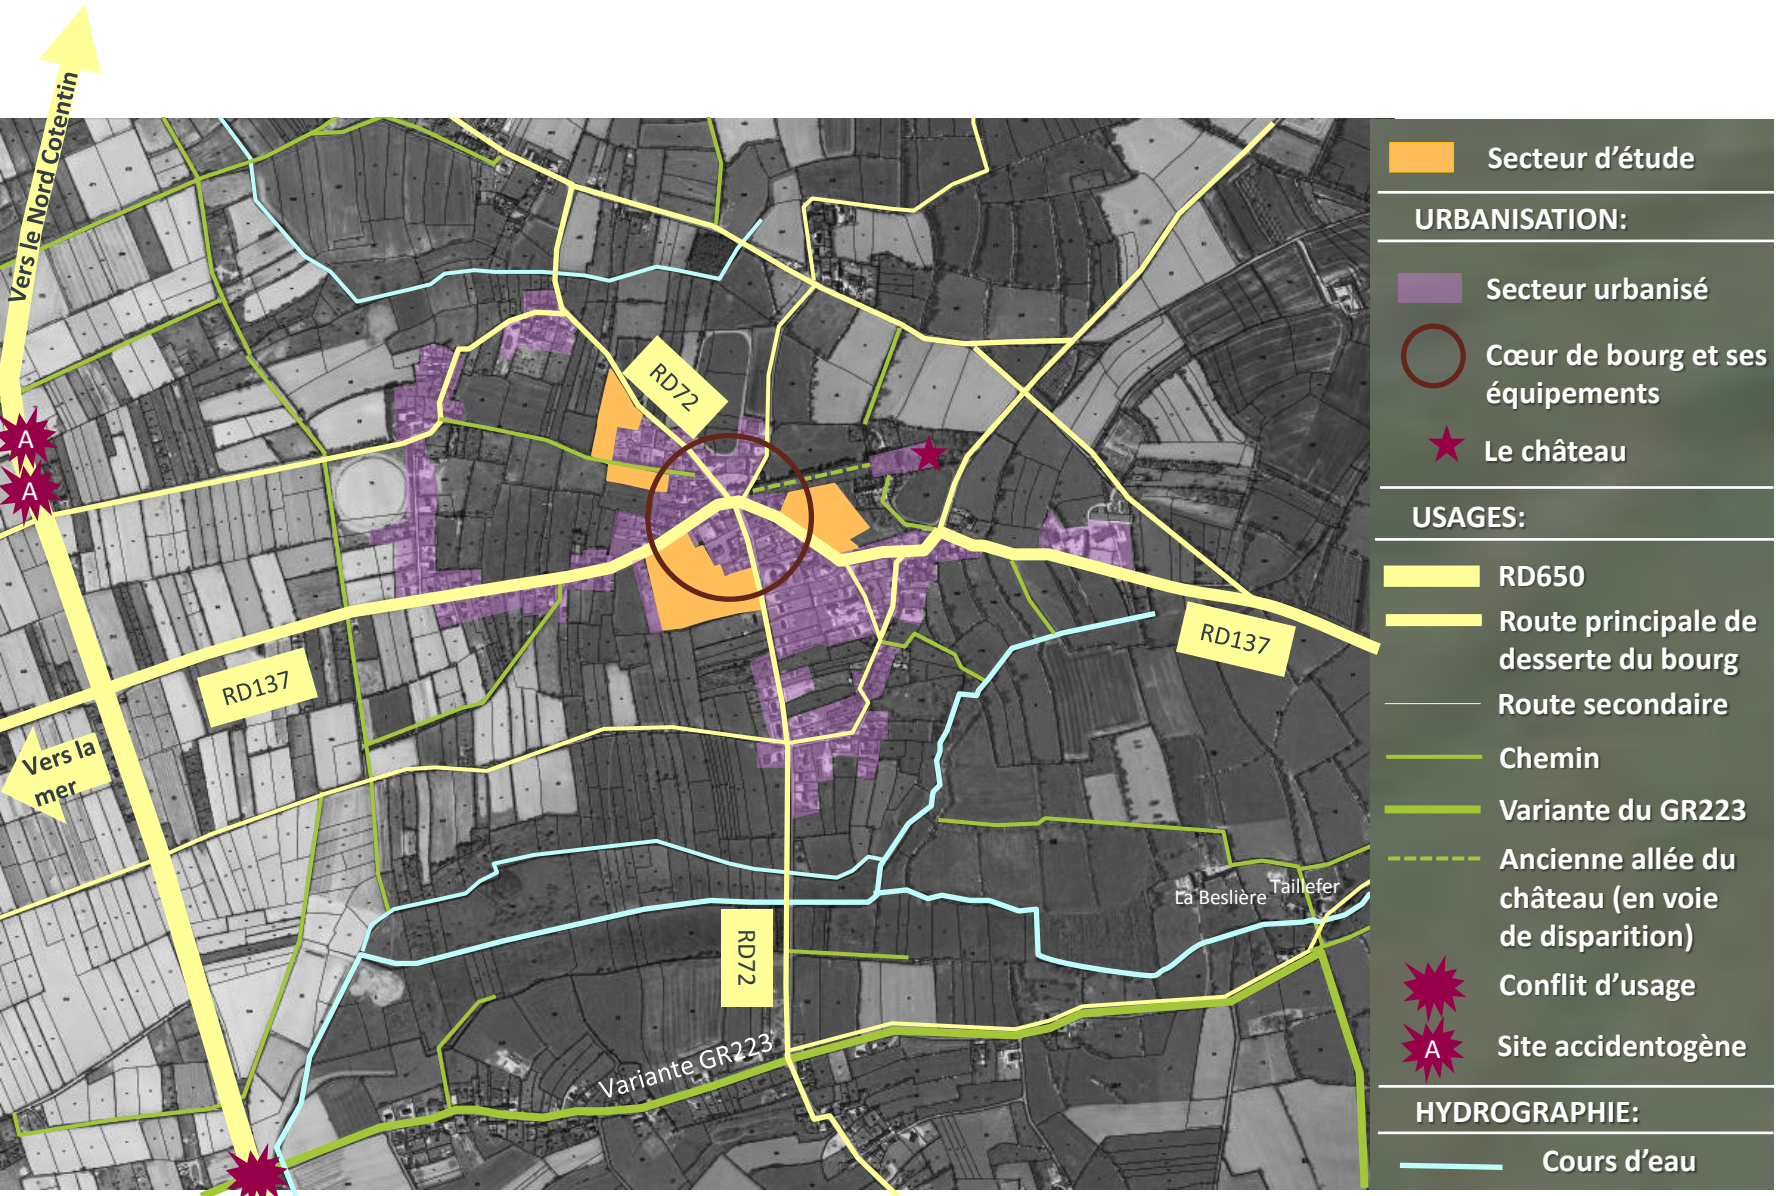 Vers le Nord Cotentin
A
A
RD72
RD137
RD137
Vers la
mer
RD72
Variante GR223
La Beslière
Taillefer
Secteur d'étude
URBANISATION:
Secteur urbanisé
Cœur de bourg et ses
équipements
Le château
USAGES:
RD650
Route principale de
desserte du bourg
Route secondaire
Chemin
Variante du GR223
Ancienne allée du
château (en voie
de disparition)
Conflit d'usage
A
Site accidentogène
HYDROGRAPHIE:
Cours d'eau